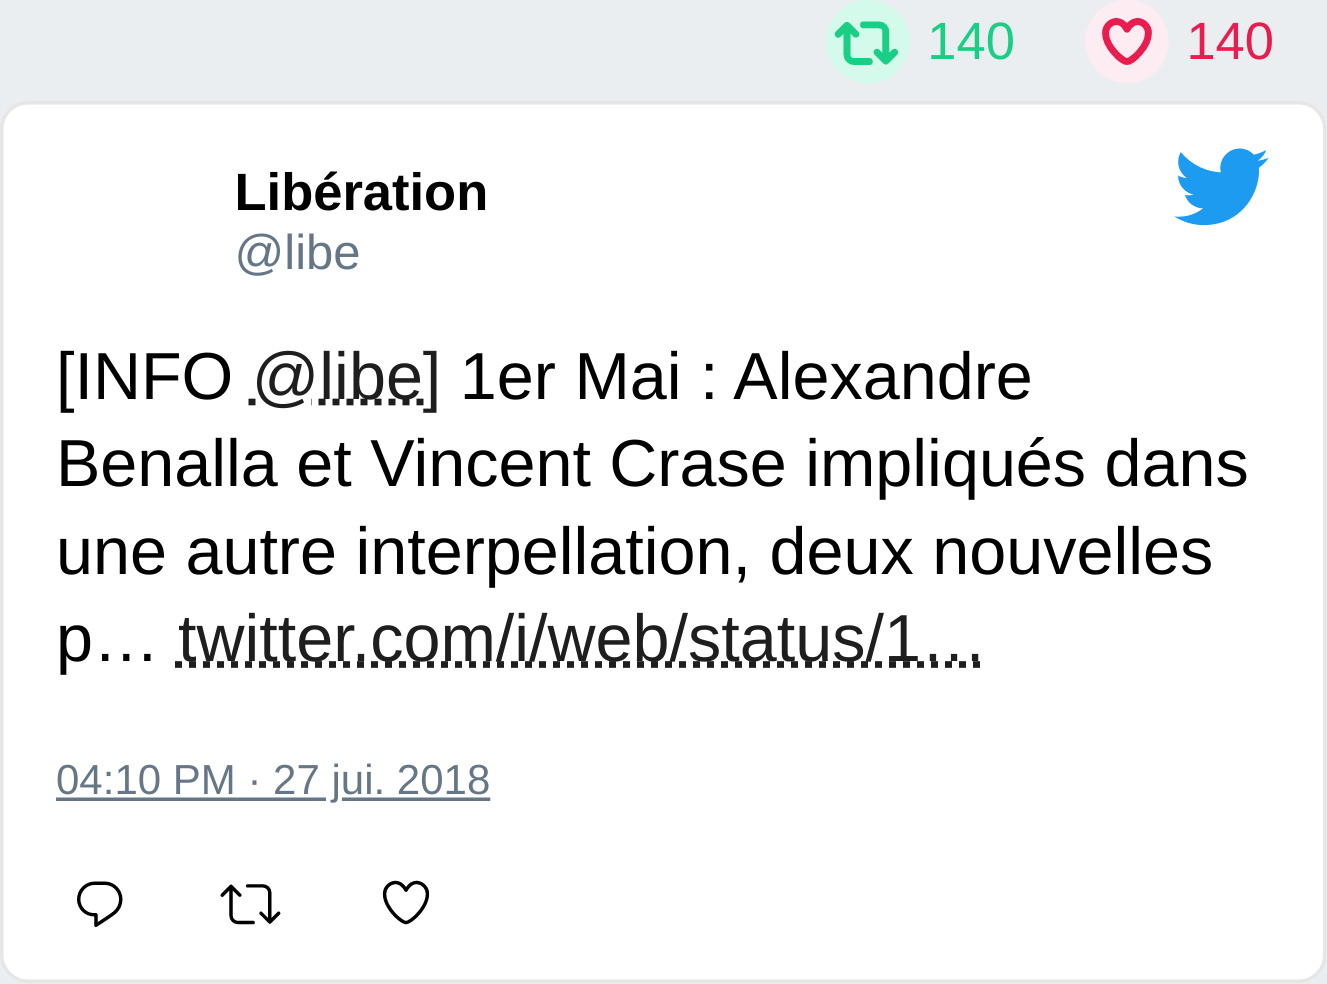 140 140
Libération
@libe
[INFO @libe] 1er Mai : Alexandre
Benalla et Vincent Crase impliqués dans
une autre interpellation, deux nouvelles
p… twitter.com/i/web/status/1…
04:10 PM · 27 jui. 2018